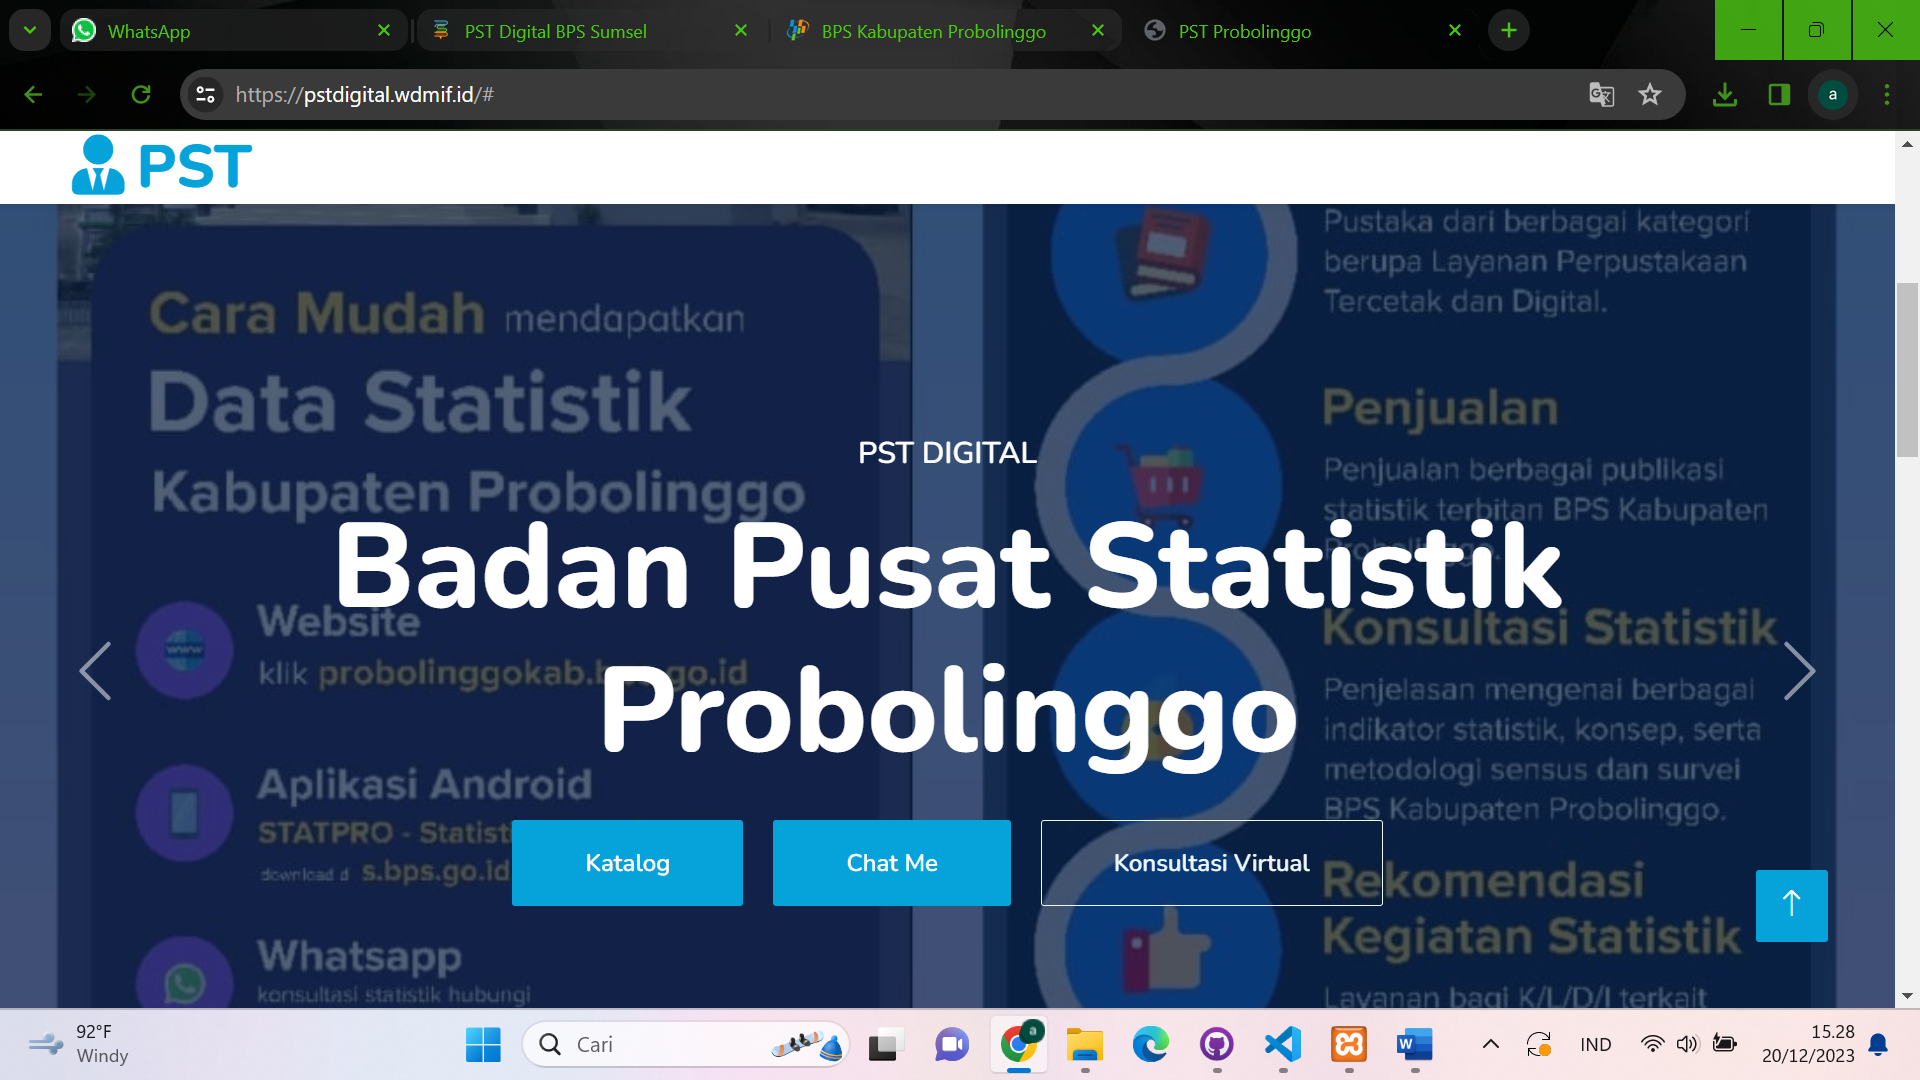 WhatsApp
PST Digital BPS Sumsel
BPS Kabupaten Probolinggo
PST Probolinggo
https://pstdigital.wdmif.id/#
a
PST
Cara Mudah mendapatkan
Data Statistik
Kabupaten Probolinggo
Website
klik probolinggokab.b go.id
Aplikasi Android
STATPRO - Statisti
download d s.bps.go.id
Whatsapp
konsultasi statistik hubungi
Pustaka dari berbagai kategori
berupa Layanan Perpustakaan
Tercetak dan Digital.
Penjualan
Penjualan berbagai publikasi
statistik terbitan BPS Kabupaten
Probolinggo.
Konsultasi Statistik
Penjelasan mengenai berbagai
indikator statistik, konsep, serta
metodologi sensus dan survei
BPS Kabupaten Probolinggo.
Rekomendasi
Kegiatan Statistik
Layanan bagi K/L/D/I terkait
PST DIGITAL
Badan Pusat Statistik
Probolinggo
Katalog
Chat Me
Konsultasi Virtual
92°F
Windy
Cari
a
IND
15.28
20/12/2023